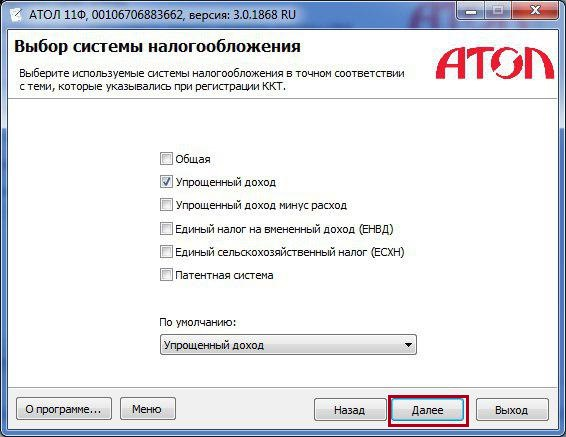 АТОЛ 11Ф, 00106706883662, версия: 3.0.1868 RU
Выбор системы налогообложения
Выберите используемые системы налогообложения в точном соответствии
с теми, которые указывались при регистрации ККТ.
АТОЛ
Общая
Упрощенный доход
Упрощенный доход минус расход
Единый налог на вмененный доход (ЕНВД)
Единый сельскохозяйственный налог (ЕСХН)
Патентная система
По умолчанию:
Упрощенный доход
О программе...
Меню
Назад
Далее
Выход